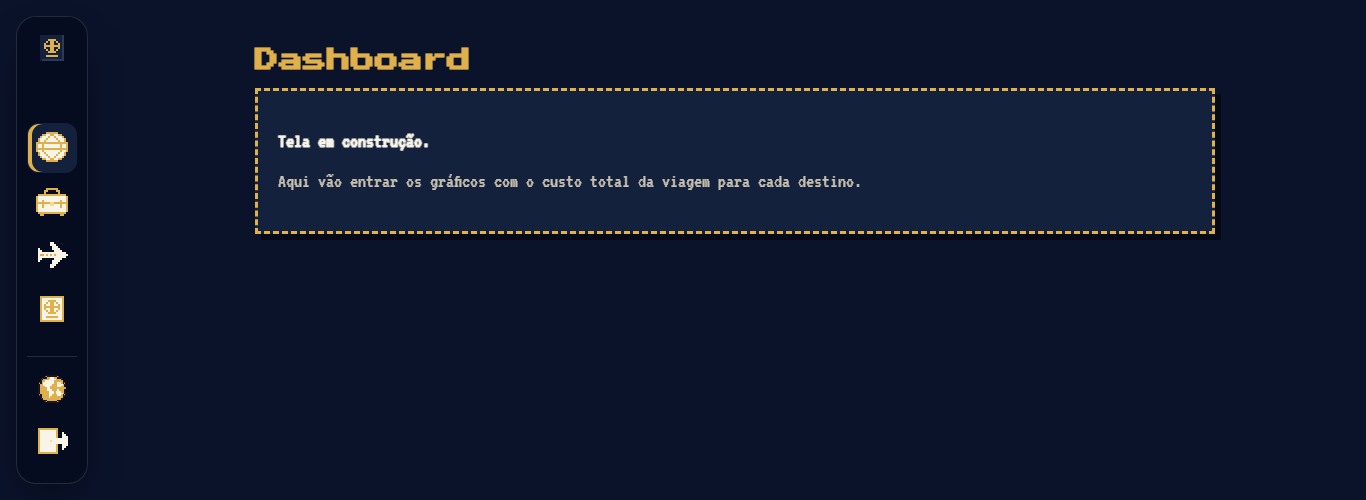 Dashboard
Tela em construção.
Aqui vão entrar os gráficos com o custo total da viagem para cada destino.